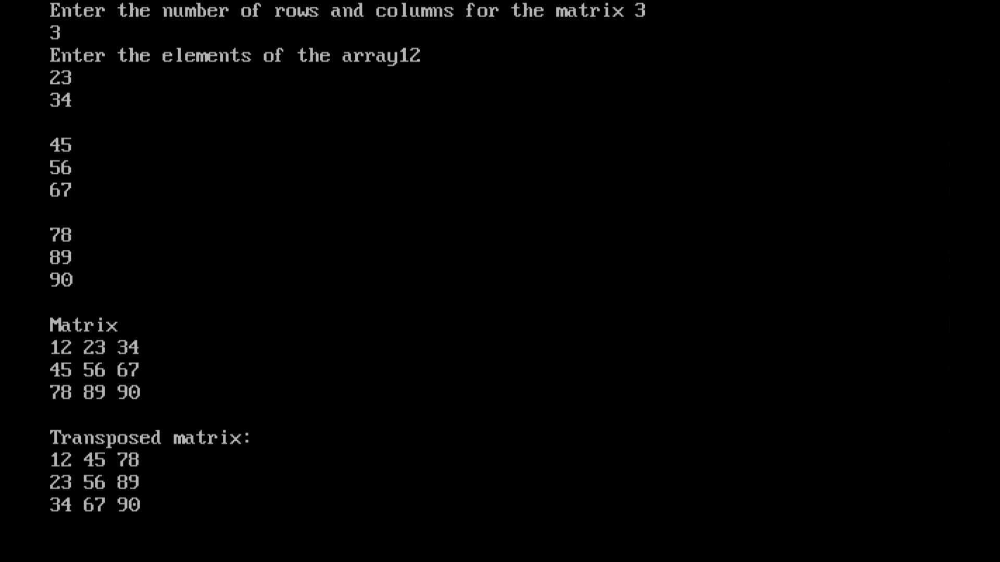 Enter the number of rows and columns for the matrix 3
3
Enter the elements of the array12
23
34
45
56
67
78
89
90
Matrix
12 23 34
45 56 67
78 89 90
Transposed matrix:
12 45 78
23 56 89
34 67 90